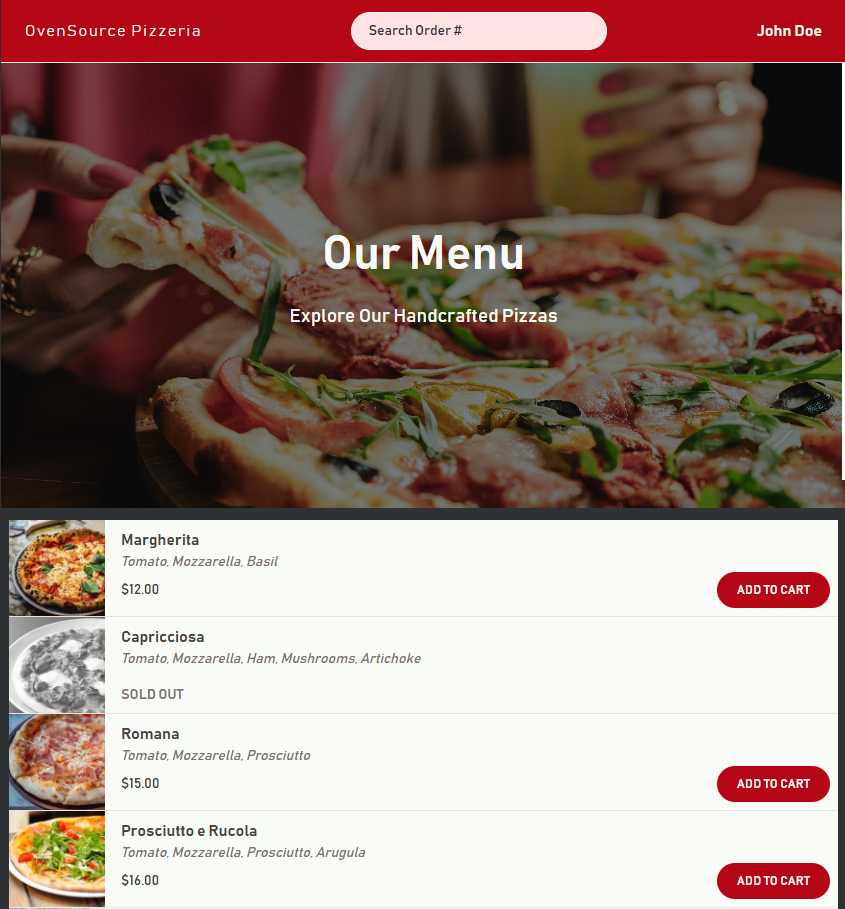 OvenSource Pizzeria
Search Order #
John Doe
Our Menu
Explore Our Handcrafted Pizzas
Margherita
Tomato, Mozzarella, Basil
$12.00
ADD TO CART
Capricciosa
Tomato, Mozzarella, Ham, Mushrooms, Artichoke
SOLD OUT
Romana
Tomato, Mozzarella, Prosciutto
$15.00
ADD TO CART
Prosciutto e Rucola
Tomato, Mozzarella, Prosciutto, Arugula
$16.00
ADD TO CART